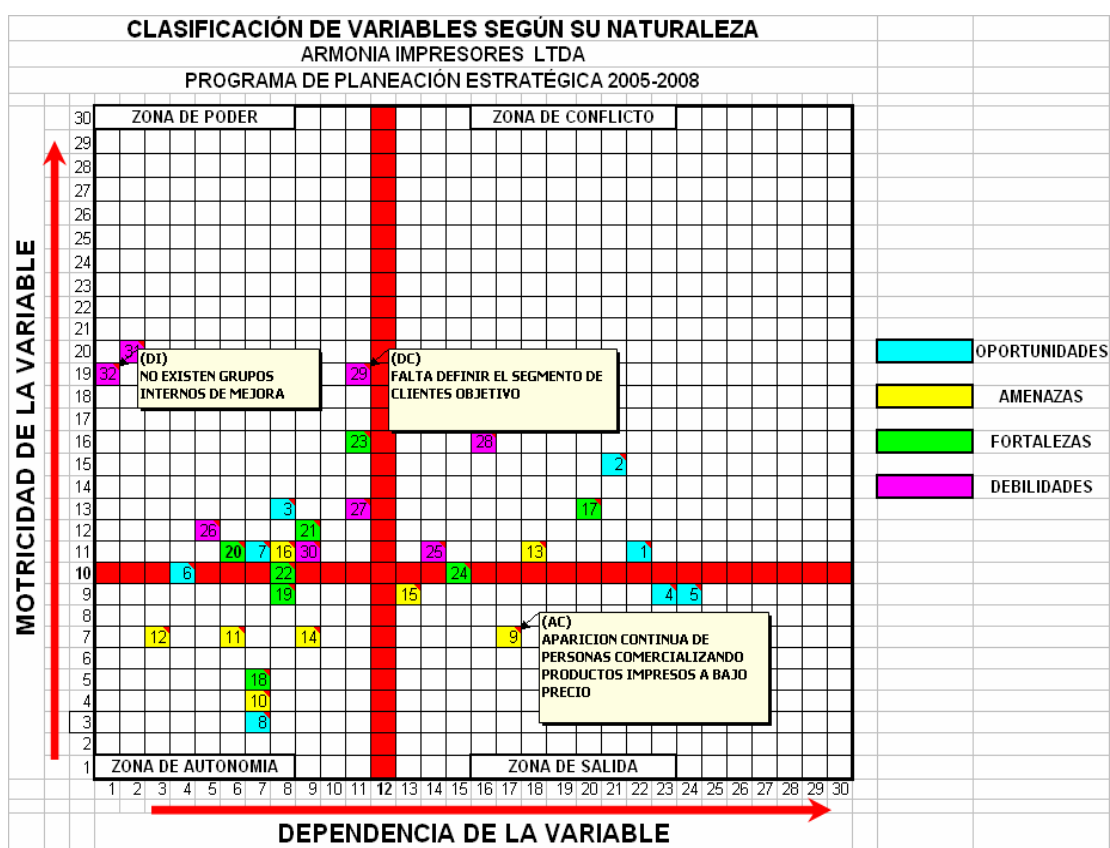 CLASIFICACIÓN DE VARIABLES SEGÚN SU NATURALEZA
ARMONIA IMPRESORES LTDA
PROGRAMA DE PLANEACIÓN ESTRATÉGICA 2005-2008
30 ZONA DE PODER ZONA DE CONFLICTO
29
28
27
26
25
24
23
22
21
20 31
19 32 29
18
17
16 23 28
15 2
14
13 3 27 17
12 26 21
11 20 7 16 30 25 13 1
10 6 22 24
9 19 15 4 5
8
7 12 11 14 9
6
5 18
4 10
3 8
2
1 ZONA DE AUTONOMIA ZONA DE SALIDA
(DI)
NO EXISTEN GRUPOS
INTERNOS DE MEJORA
(DC)
FALTA DEFINIR EL SEGMENTO DE
CLIENTES OBJETIVO
(AC)
APARICION CONTINUA DE
PERSONAS COMERCIALIZANDO
PRODUCTOS IMPRESOS A BAJO
PRECIO
1 2 3 4 5 6 7 8 9 10 11 12 13 14 15 16 17 18 19 20 21 22 23 24 25 26 27 28 29 30
DEPENDENCIA DE LA VARIABLE
MOTRICIDAD DE LA VARIABLE
OPORTUNIDADES
AMENAZAS
FORTALEZAS
DEBILIDADES